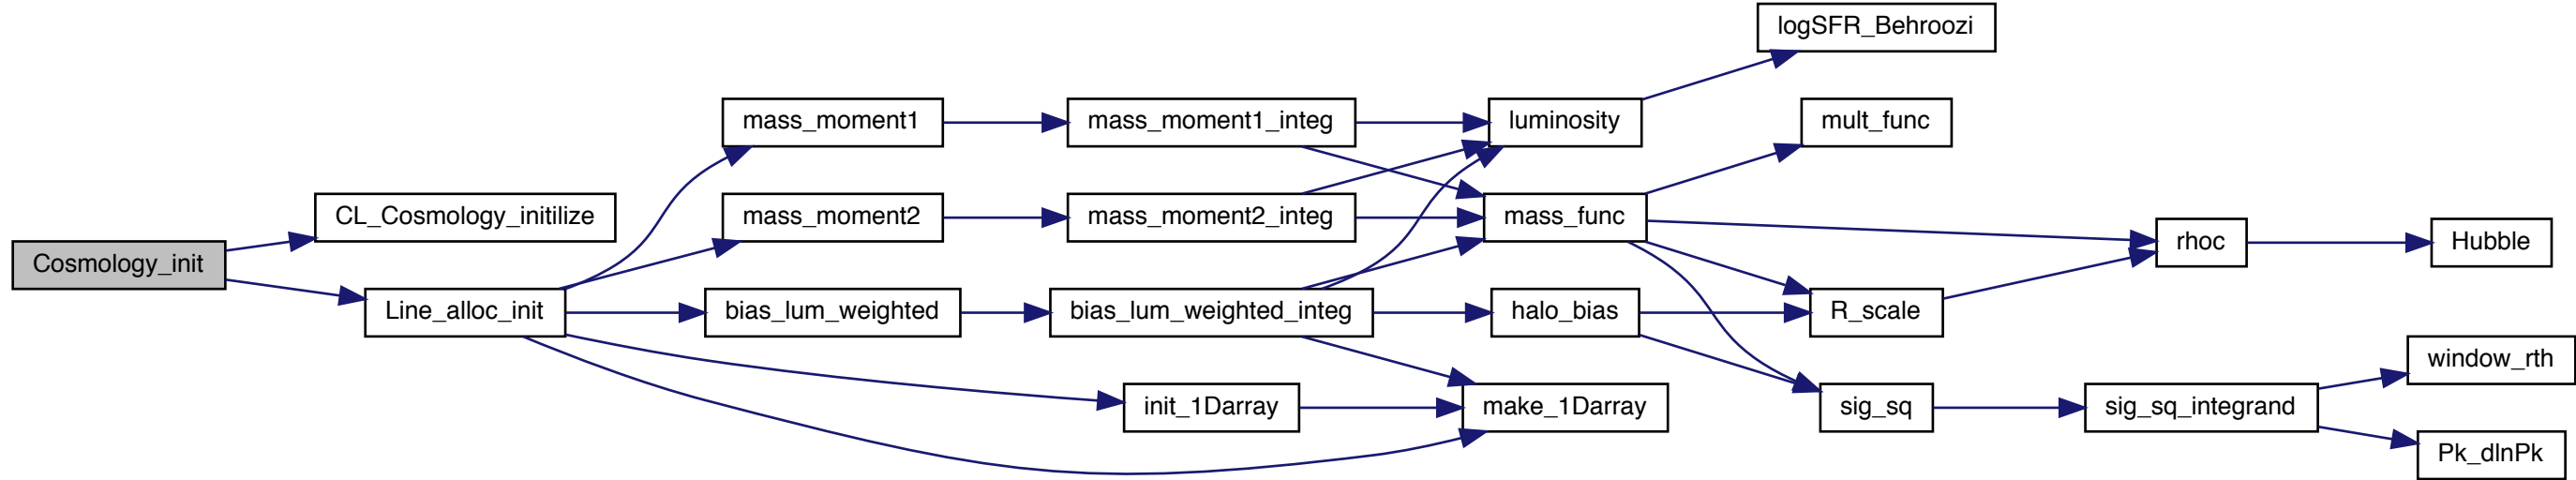 logSFR_Behroozi
mass_moment1
mass_moment1_integ
luminosity
mult_func
CL_Cosmology_initilize
mass_moment2
mass_moment2_integ
mass_func
Cosmology_init
rhoc
Hubble
Line_alloc_init
bias_lum_weighted
bias_lum_weighted_integ
halo_bias
R_scale
window_rth
init_1Darray
make_1Darray
sig_sq
sig_sq_integrand
Pk_dlnPk